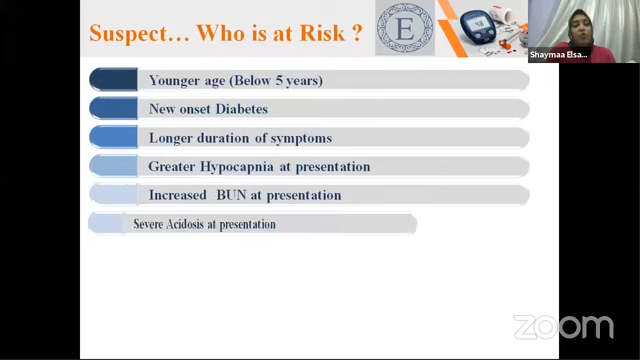 Suspect… Who is at Risk ?
E
Shaymaa Elsa...
Younger age (Below 5 years)
New onset Diabetes
Longer duration of symptoms
Greater Hypocapnia at presentation
Increased BUN at presentation
Severe Acidosis at presentation
zoom